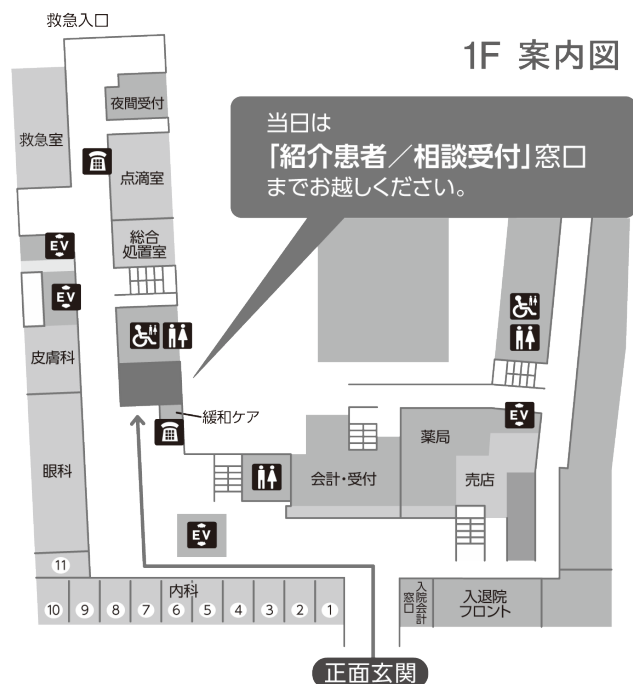 救急入口
1F 案内図
夜間受付
救急室
点滴室
当日は
「紹介患者／相談受付」窓口
までお越しください。
総合
処置室
EV
EV
皮膚科
緩和ケア
EV
薬局
眼科
会計・受付
売店
EV
11
内科
10 9 8 7 6 5 4 3 2 1
入院会計
窓口
入退院
フロント
正面玄関